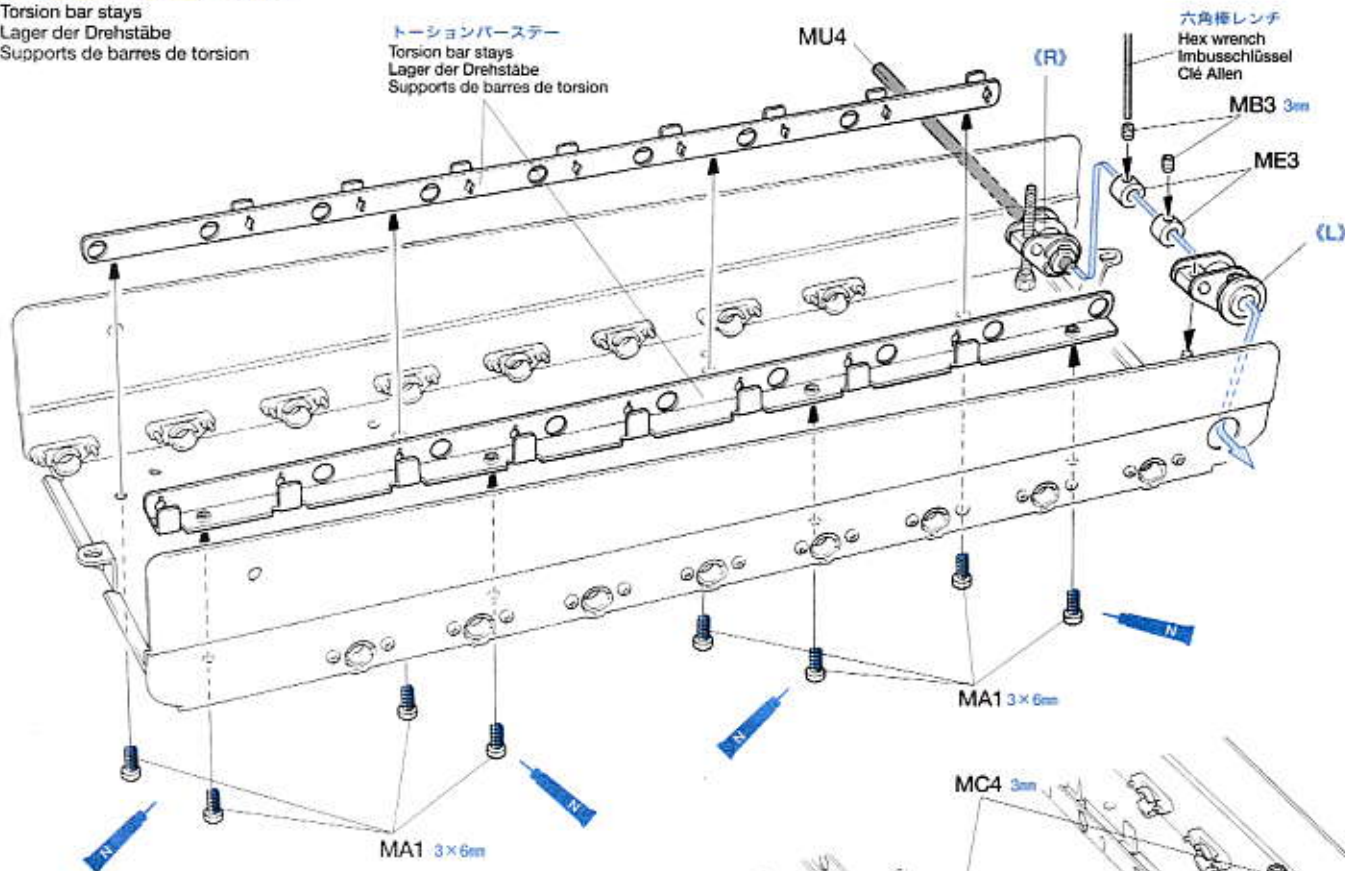 Torsion bar stays
Lager der Drehstäbe
Supports de barres de torsion
トーションバーステー
Torsion bar stays
Lager der Drehstäbe
Supports de barres de torsion
MU4
《R》
六角棒レンチ
Hex wrench
Imbusschlüssel
Clé Allen
MB3 3mm
ME3
《L》
N
N
MA1 3×6mm
N
N
MA1 3×6mm
MC4 3mm